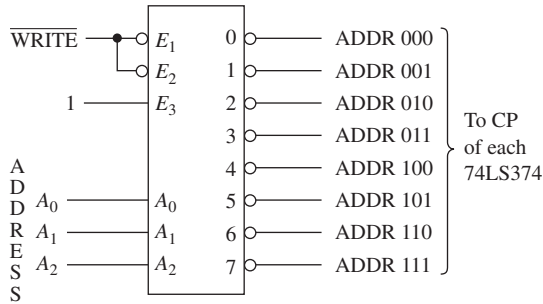 WRITE E₁ 0 ADDR 000
E₂ 1 ADDR 001
1 E₃ 2 ADDR 010
3 ADDR 011
4 ADDR 100
A₀ A₀ 5 ADDR 101
A₁ A₁ 6 ADDR 110
A₂ A₂ 7 ADDR 111
ADDRESS
To CP
of each
74LS374